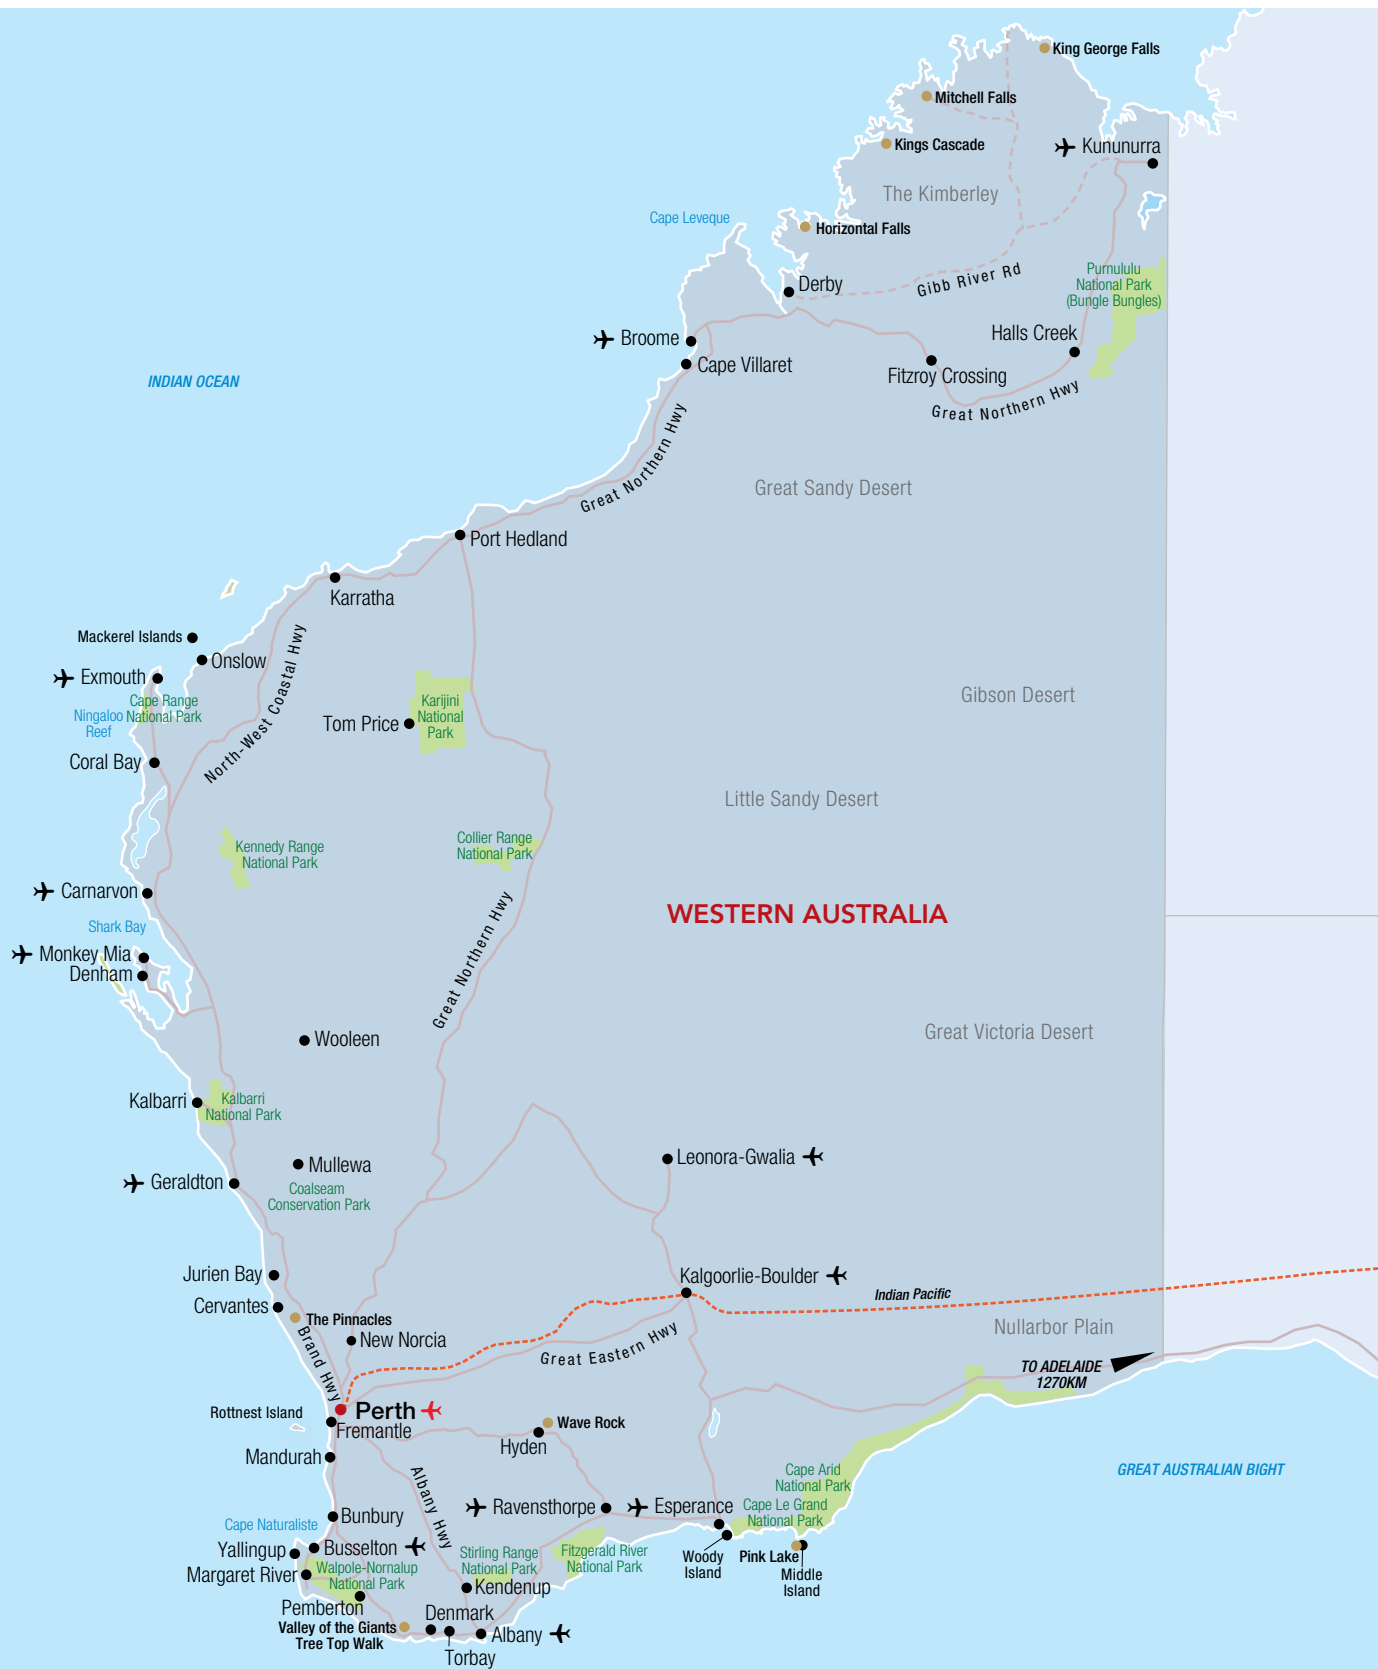 King George Falls
Mitchell Falls
Kings Cascade
Kununurra
The Kimberley
Cape Leveque
Horizontal Falls
Gibb River Rd
Purnululu
National Park
(Bungle Bungles)
Derby
Broome
Halls Creek
Cape Villaret
Fitzroy Crossing
INDIAN OCEAN
Great Northern Hwy
Great Northern Hwy
Great Sandy Desert
Port Hedland
Karratha
Mackerel Islands
Onslow
Exmouth
Cape Range
National Park
Ningaloo
Reef
North-West Coastal Hwy
Karijini
National
Park
Tom Price
Gibson Desert
Coral Bay
Little Sandy Desert
Kennedy Range
National Park
Collier Range
National Park
Carnarvon
WESTERN AUSTRALIA
Shark Bay
Great Northern Hwy
Monkey Mia
Denham
Wooleen
Great Victoria Desert
Kalbarri
Kalbarri
National Park
Mullewa
Leonora-Gwalia
Geraldton
Coalseam
Conservation Park
Jurien Bay
Kalgoorlie-Boulder
Cervantes
Indian Pacific
The Pinnacles
Nullarbor Plain
New Norcia
Brand Hwy
Great Eastern Hwy
TO ADELAIDE
1270KM
Rottnest Island
Perth
Fremantle
Wave Rock
Hyden
Mandurah
Albany Hwy
Cape Arid
National Park
GREAT AUSTRALIAN BIGHT
Ravensthorpe
Esperance
Cape Le Grand
National Park
Bunbury
Cape Naturaliste
Busselton
Yallingup
Stirling Range
National Park
Fitzgerald River
National Park
Woody
Island
Pink Lake
Middle
Island
Margaret River
Walpole-Nornalup
National Park
Kendenup
Pemberton
Denmark
Valley of the Giants
Tree Top Walk
Albany
Torbay